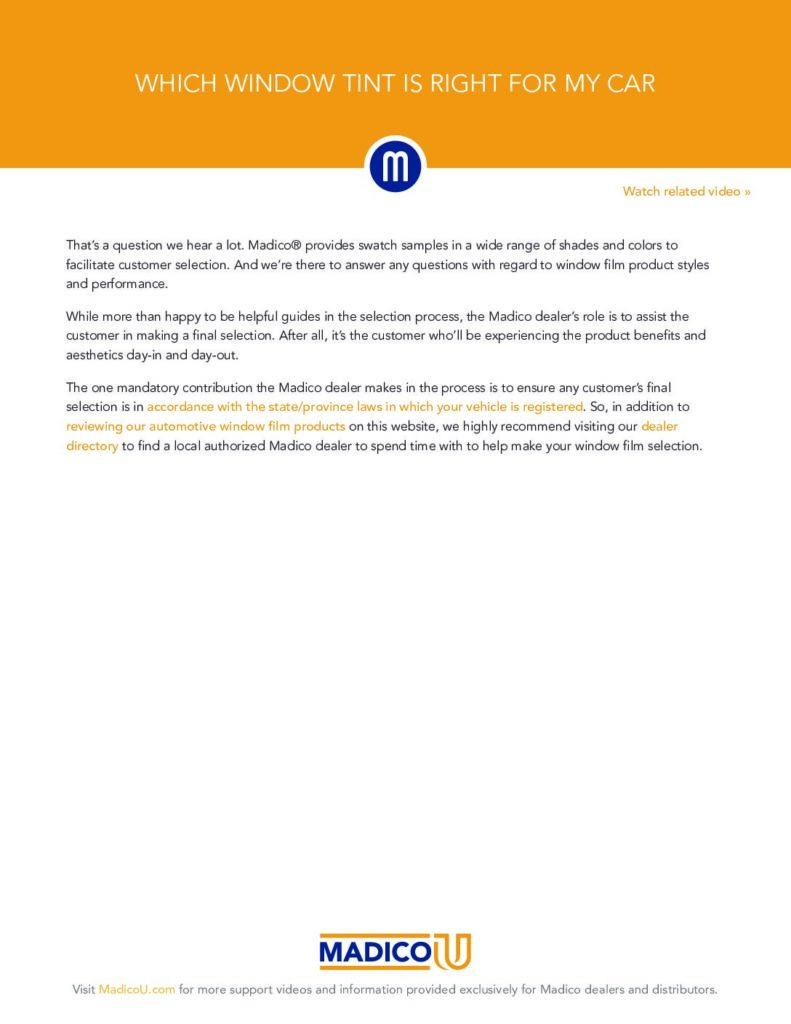 WHICH WINDOW TINT IS RIGHT FOR MY CAR
m
Watch related video »
That's a question we hear a lot. Madico® provides swatch samples in a wide range of shades and colors to
facilitate customer selection. And we're there to answer any questions with regard to window film product styles
and performance.
While more than happy to be helpful guides in the selection process, the Madico dealer's role is to assist the
customer in making a final selection. After all, it's the customer who'll be experiencing the product benefits and
aesthetics day-in and day-out.
The one mandatory contribution the Madico dealer makes in the process is to ensure any customer's final
selection is in accordance with the state/province laws in which your vehicle is registered. So, in addition to
reviewing our automotive window film products on this website, we highly recommend visiting our dealer
directory to find a local authorized Madico dealer to spend time with to help make your window film selection.
MADICO U
Visit MadicoU.com for more support videos and information provided exclusively for Madico dealers and distributors.